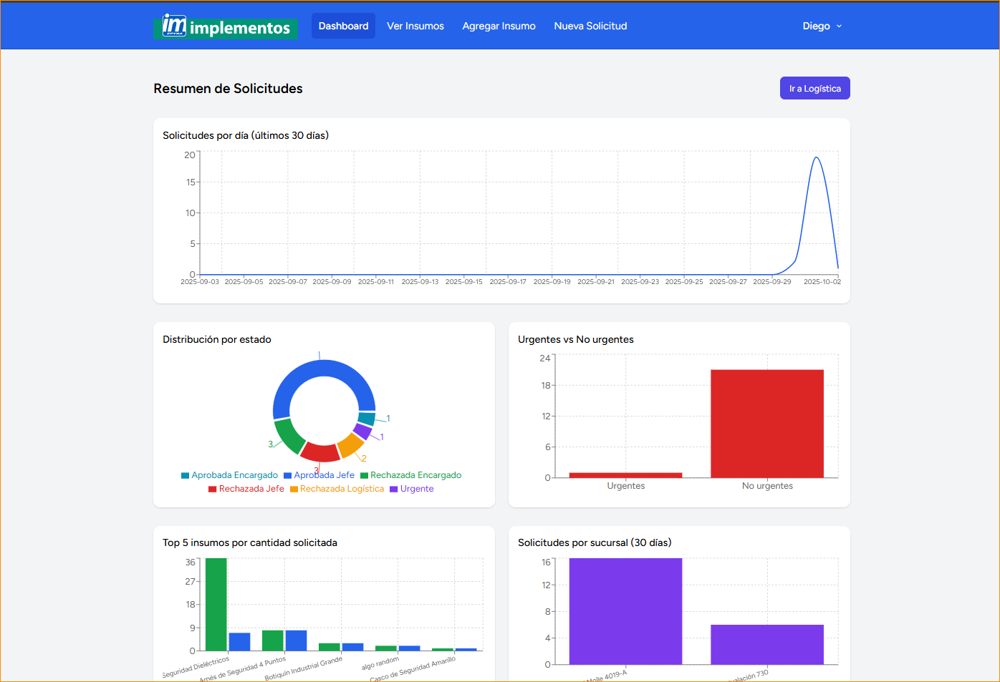 im implementos
EPYSA
Dashboard Ver Insumos Agregar Insumo Nueva Solicitud Diego
Resumen de Solicitudes
Ir a Logística
Solicitudes por día (últimos 30 días)
20
15
10
5
0
2025-09-03 2025-09-05 2025-09-07 2025-09-09 2025-09-11 2025-09-13 2025-09-15 2025-09-17 2025-09-19 2025-09-21 2025-09-23 2025-09-25 2025-09-27 2025-09-29 2025-10-02
Distribución por estado
1
1
2
3
3
Aprobada Encargado Aprobada Jefe Rechazada Encargado
Rechazada Jefe Rechazada Logística Urgente
Urgentes vs No urgentes
24
18
12
6
0
Urgentes No urgentes
Top 5 insumos por cantidad solicitada
36
27
18
9
0
Seguridad Dieléctricos
Arnés de Seguridad 4 Puntos
Botiquín Industrial Grande
algo random
Casco de Seguridad Amarillo
Solicitudes por sucursal (30 días)
16
12
8
4
0
Molle 4019-A
valación 730